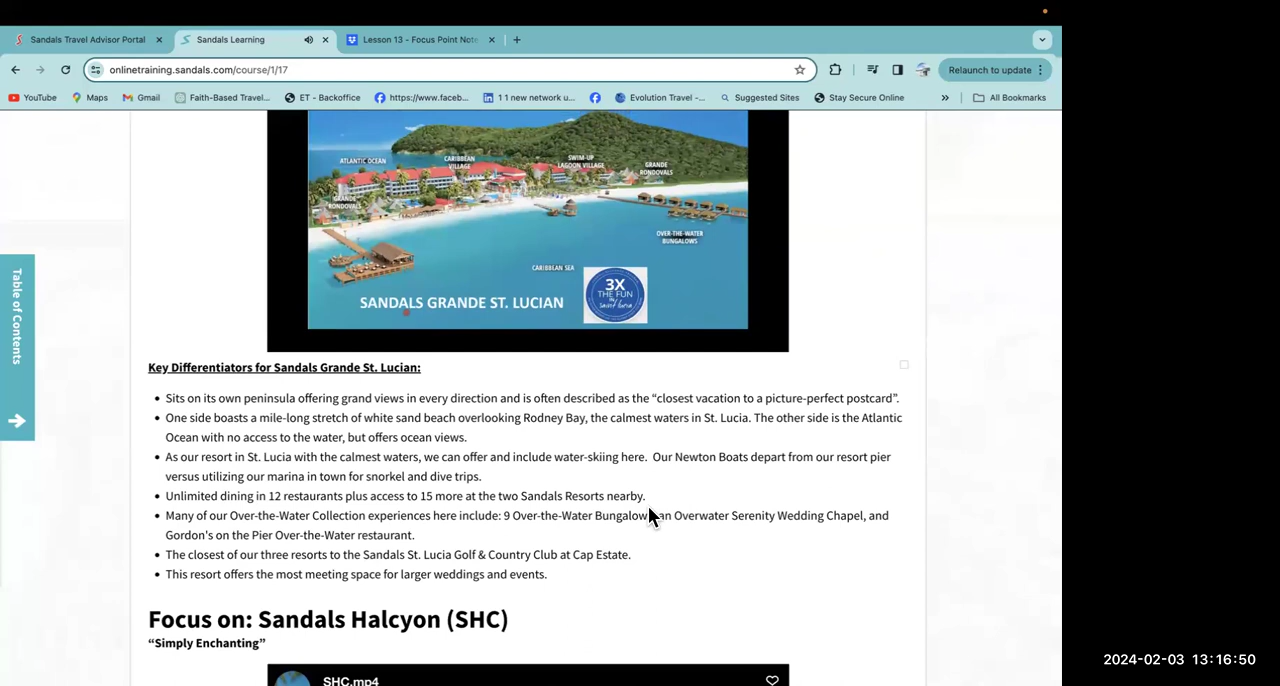 Sandals Travel Advisor Portal
Sandals Learning
Lesson 13 - Focus Point Note
onlinetraining.sandals.com/course/1/17
Relaunch to update
YouTube
Maps
Gmail
Faith-Based Travel...
ET - Backoffice
https://www.faceb...
1 1 new network u...
Evolution Travel -...
Suggested Sites
Stay Secure Online
»
All Bookmarks
Table of Contents
ATLANTIC OCEAN
CARIBBEAN
VILLAGE
SWIM-UP
LAGOON VILLAGE
GRANDE
RONDOVALS
GRANDE
RONDOVALS
OVER-THE-WATER
BUNGALOWS
CARIBBEAN SEA
3X
THE FUN
Saint Lucia
SANDALS GRANDE ST. LUCIAN
Key Differentiators for Sandals Grande St. Lucian:
• Sits on its own peninsula offering grand views in every direction and is often described as the “closest vacation to a picture-perfect postcard”.
• One side boasts a mile-long stretch of white sand beach overlooking Rodney Bay, the calmest waters in St. Lucia. The other side is the Atlantic
Ocean with no access to the water, but offers ocean views.
• As our resort in St. Lucia with the calmest waters, we can offer and include water-skiing here. Our Newton Boats depart from our resort pier
versus utilizing our marina in town for snorkel and dive trips.
• Unlimited dining in 12 restaurants plus access to 15 more at the two Sandals Resorts nearby.
• Many of our Over-the-Water Collection experiences here include: 9 Over-the-Water Bungalow an Overwater Serenity Wedding Chapel, and
Gordon's on the Pier Over-the-Water restaurant.
• The closest of our three resorts to the Sandals St. Lucia Golf & Country Club at Cap Estate.
• This resort offers the most meeting space for larger weddings and events.
Focus on: Sandals Halcyon (SHC)
“Simply Enchanting”
SHC.mp4
2024-02-03 13:16:50